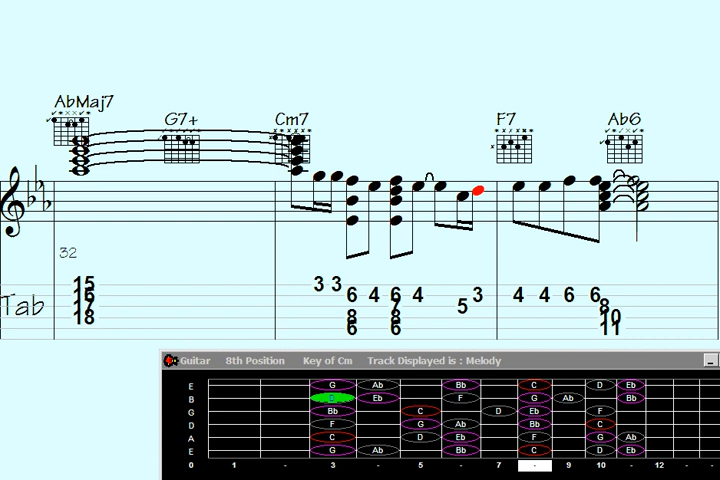 AbMaj7
G7+ Cm7 F7 Ab6
32
15 3 3
15 6 4 6 4 3 4 4 6 6
17 7 5 8
18 8 8 10
6 6 11
Tab
Guitar 8th Position Key of Cm Track Displayed is : Melody
E G Ab Bb C D Eb
B Eb F G Ab Bb
G Bb C D Eb F
D F G Ab Bb C
A C D Eb F G Ab
E G Ab Bb C D Eb
0 1 - 3 - 5 - 7 - 9 10 - 12 - -